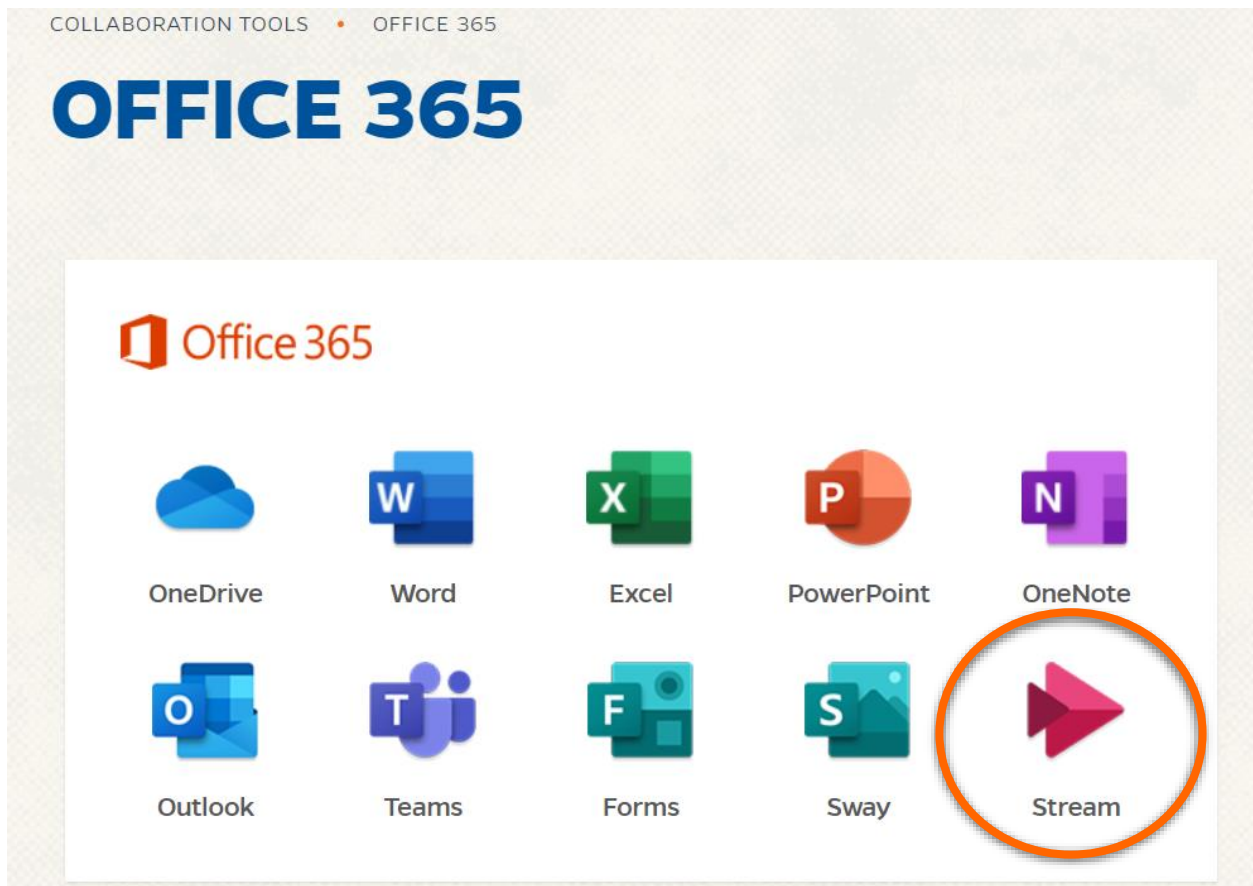 COLLABORATION TOOLS • OFFICE 365
OFFICE 365
Office 365
W X P N
OneDrive Word Excel PowerPoint OneNote
O T F S
Outlook Teams Forms Sway Stream